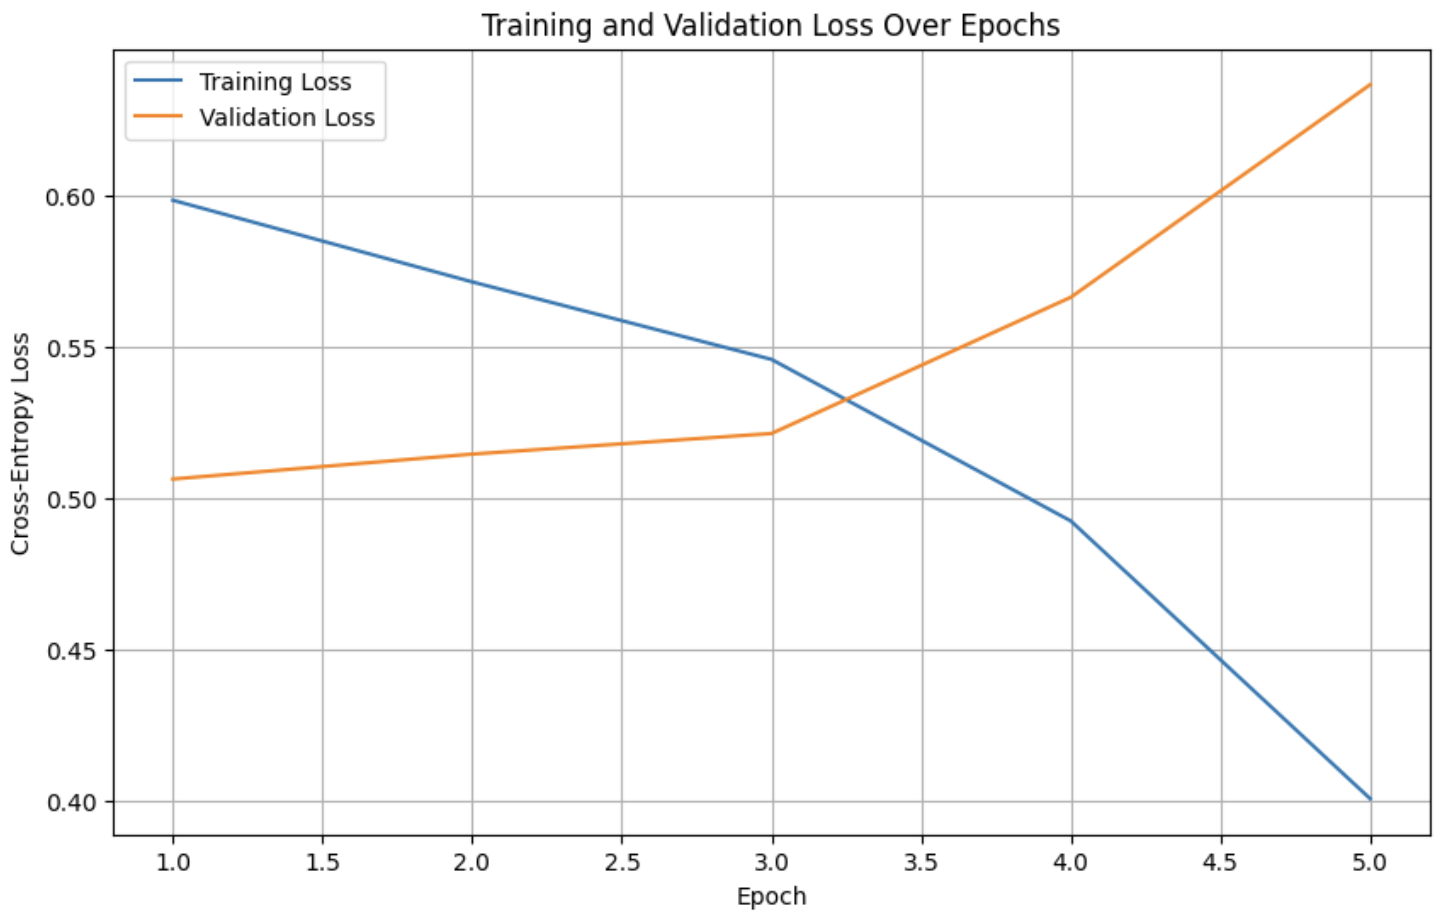 Training and Validation Loss Over Epochs
Training Loss
Validation Loss
0.60
0.55
0.50
0.45
0.40
Cross-Entropy Loss
1.0 1.5 2.0 2.5 3.0 3.5 4.0 4.5 5.0
Epoch